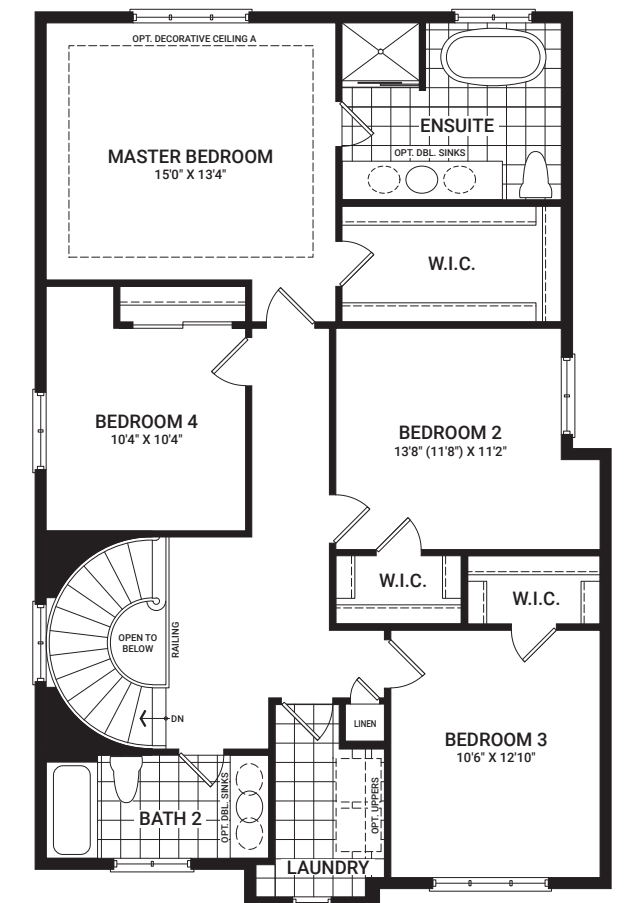 OPT. DECORATIVE CEILING A
MASTER BEDROOM
15'0" X 13'4"
ENSUITE
OPT. DBL. SINKS
W.I.C.
BEDROOM 4
10'4" X 10'4"
BEDROOM 2
13'8" (11'8") X 11'2"
W.I.C.
W.I.C.
OPEN TO
BELOW
RAILING
DN
LINEN
BEDROOM 3
10'6" X 12'10"
BATH 2
OPT. DBL. SINKS
OPT. UPPERS
LAUNDRY